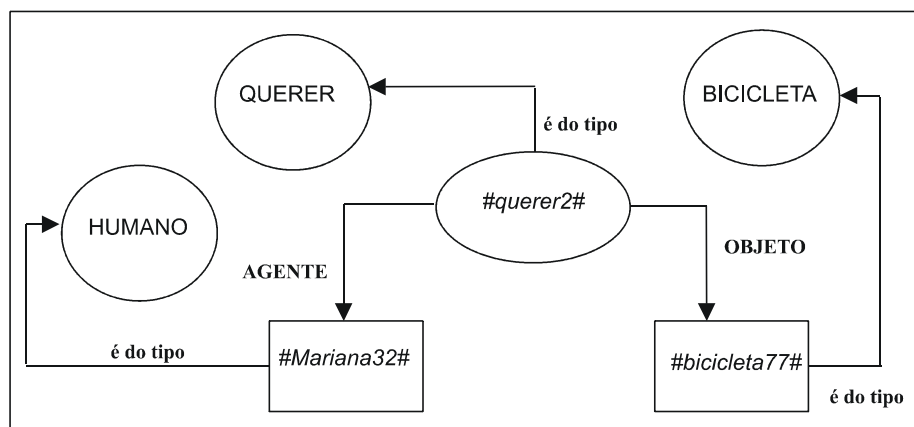 QUERER
BICICLETA
é do tipo
#querer2#
HUMANO
AGENTE
OBJETO
é do tipo
#Mariana32#
#bicicleta77#
é do tipo